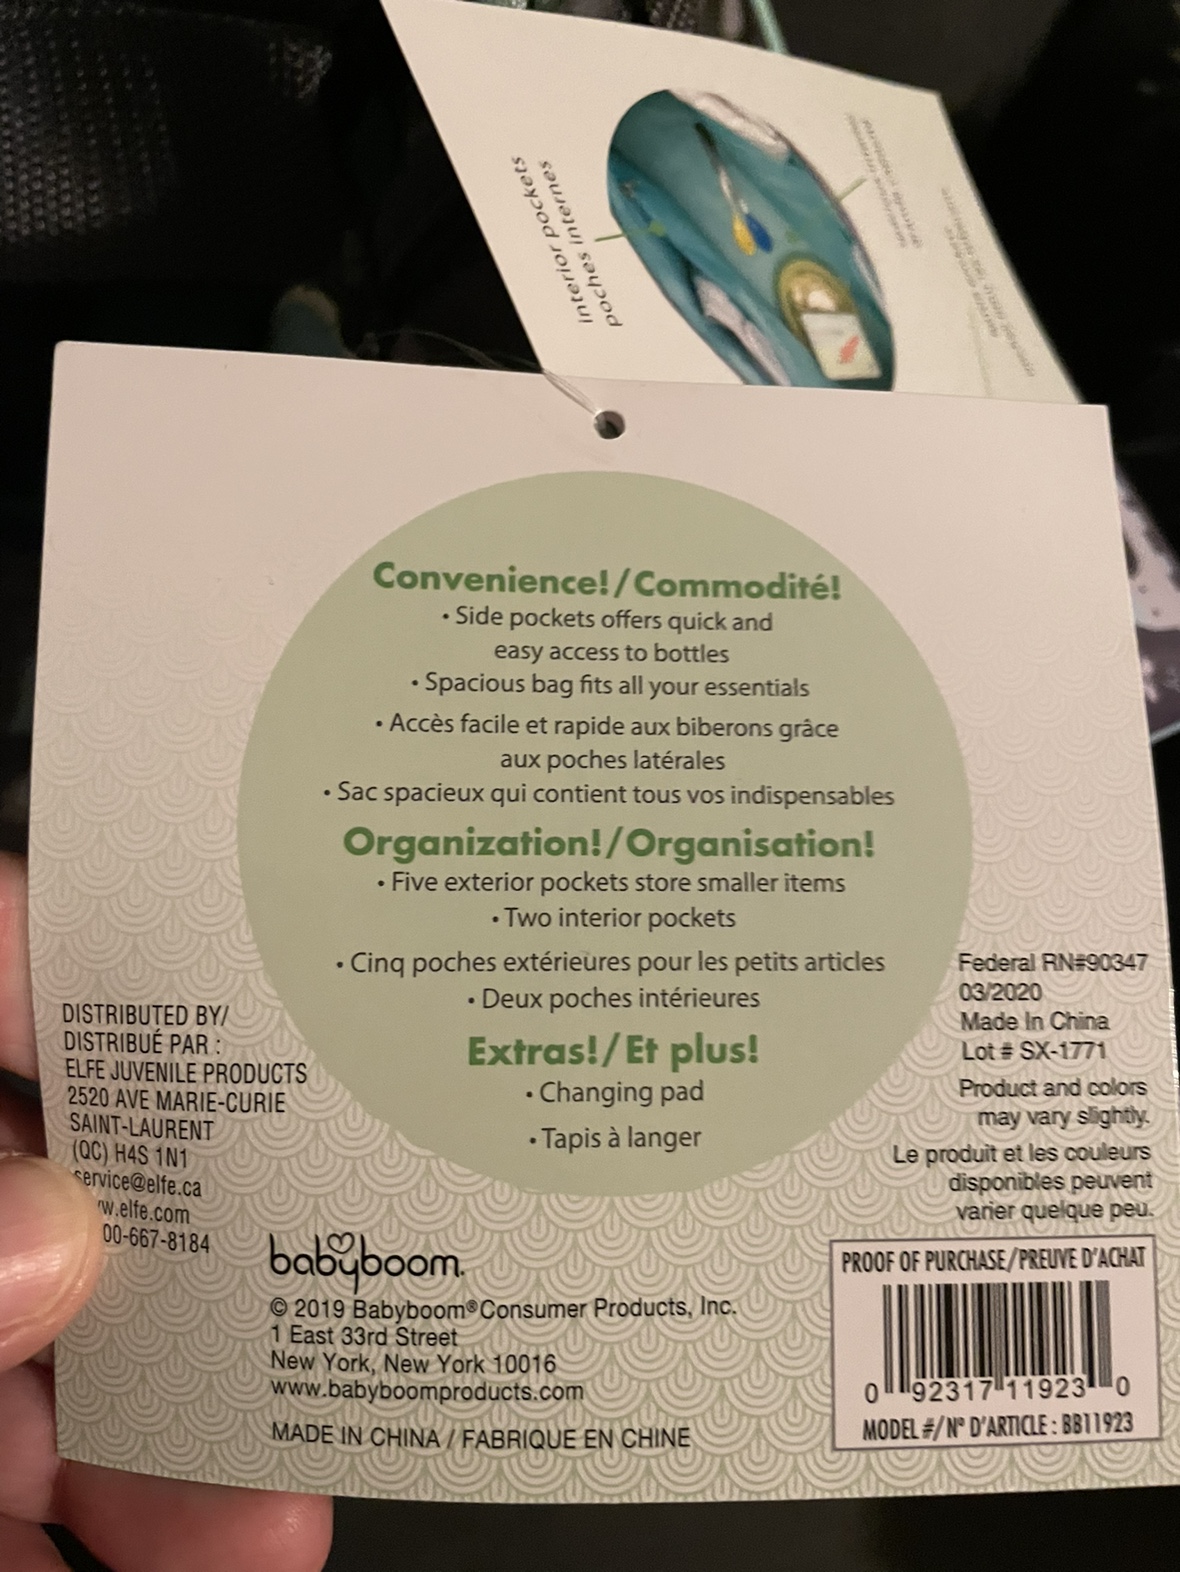 interior pockets
poches internes
Convenience!/Commodité!
• Side pockets offers quick and
easy access to bottles
• Spacious bag fits all your essentials
• Accès facile et rapide aux biberons grâce
aux poches latérales
• Sac spacieux qui contient tous vos indispensables
Organization!/Organisation!
• Five exterior pockets store smaller items
• Two interior pockets
• Cinq poches extérieures pour les petits articles
• Deux poches intérieures
Extras!/Et plus!
• Changing pad
• Tapis à langer
DISTRIBUTED BY/
DISTRIBUÉ PAR :
ELFE JUVENILE PRODUCTS
2520 AVE MARIE-CURIE
SAINT-LAURENT
(QC) H4S 1N1
service@elfe.ca
w.elfe.com
00-667-8184
babyboom.
© 2019 Babyboom® Consumer Products, Inc.
1 East 33rd Street
New York, New York 10016
www.babyboomproducts.com
MADE IN CHINA / FABRIQUE EN CHINE
Federal RN#90347
03/2020
Made In China
Lot # SX-1771
Product and colors
may vary slightly.
Le produit et les couleurs
disponibles peuvent
varier quelque peu.
PROOF OF PURCHASE/PREUVE D'ACHAT
0 92317 11923 0
MODEL #/N° D'ARTICLE : BB11923